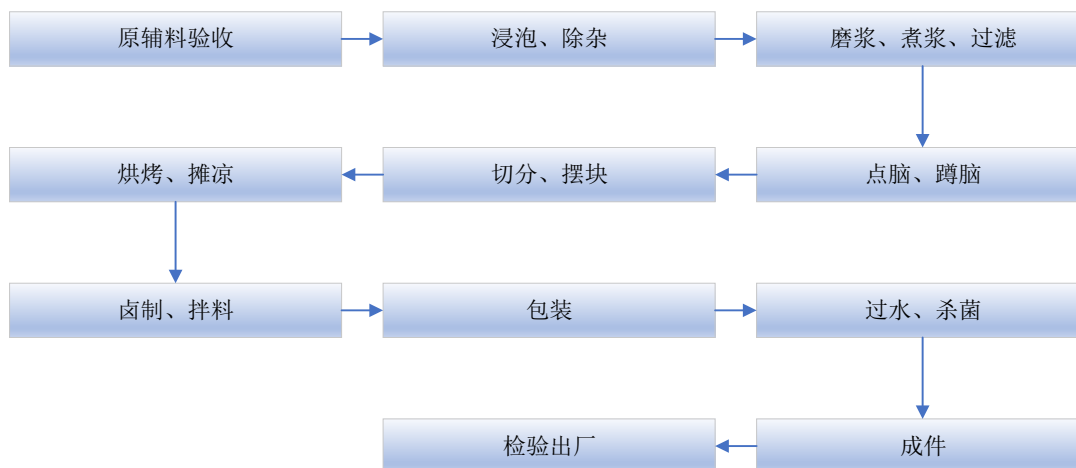 原辅料验收
浸泡、除杂
磨浆、煮浆、过滤
点脑、蹲脑
切分、摆块
烘烤、摊凉
卤制、拌料
包装
过水、杀菌
成件
检验出厂